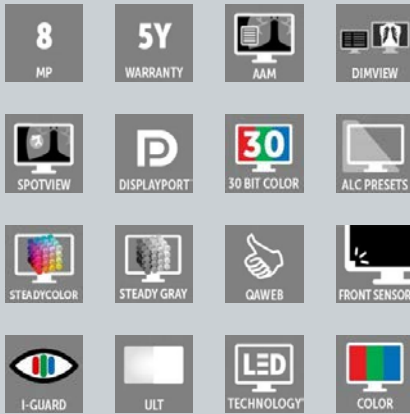 8
MP
5Y
WARRANTY
AAM
DIMVIEW
SPOTVIEW
DISPLAYPORT™
30
30 BIT COLOR
ALC PRESETS
STEADYCOLOR
STEADY GRAY
QAWEB
FRONT SENSOR
I-GUARD
ULT
LED
TECHNOLOGY
COLOR